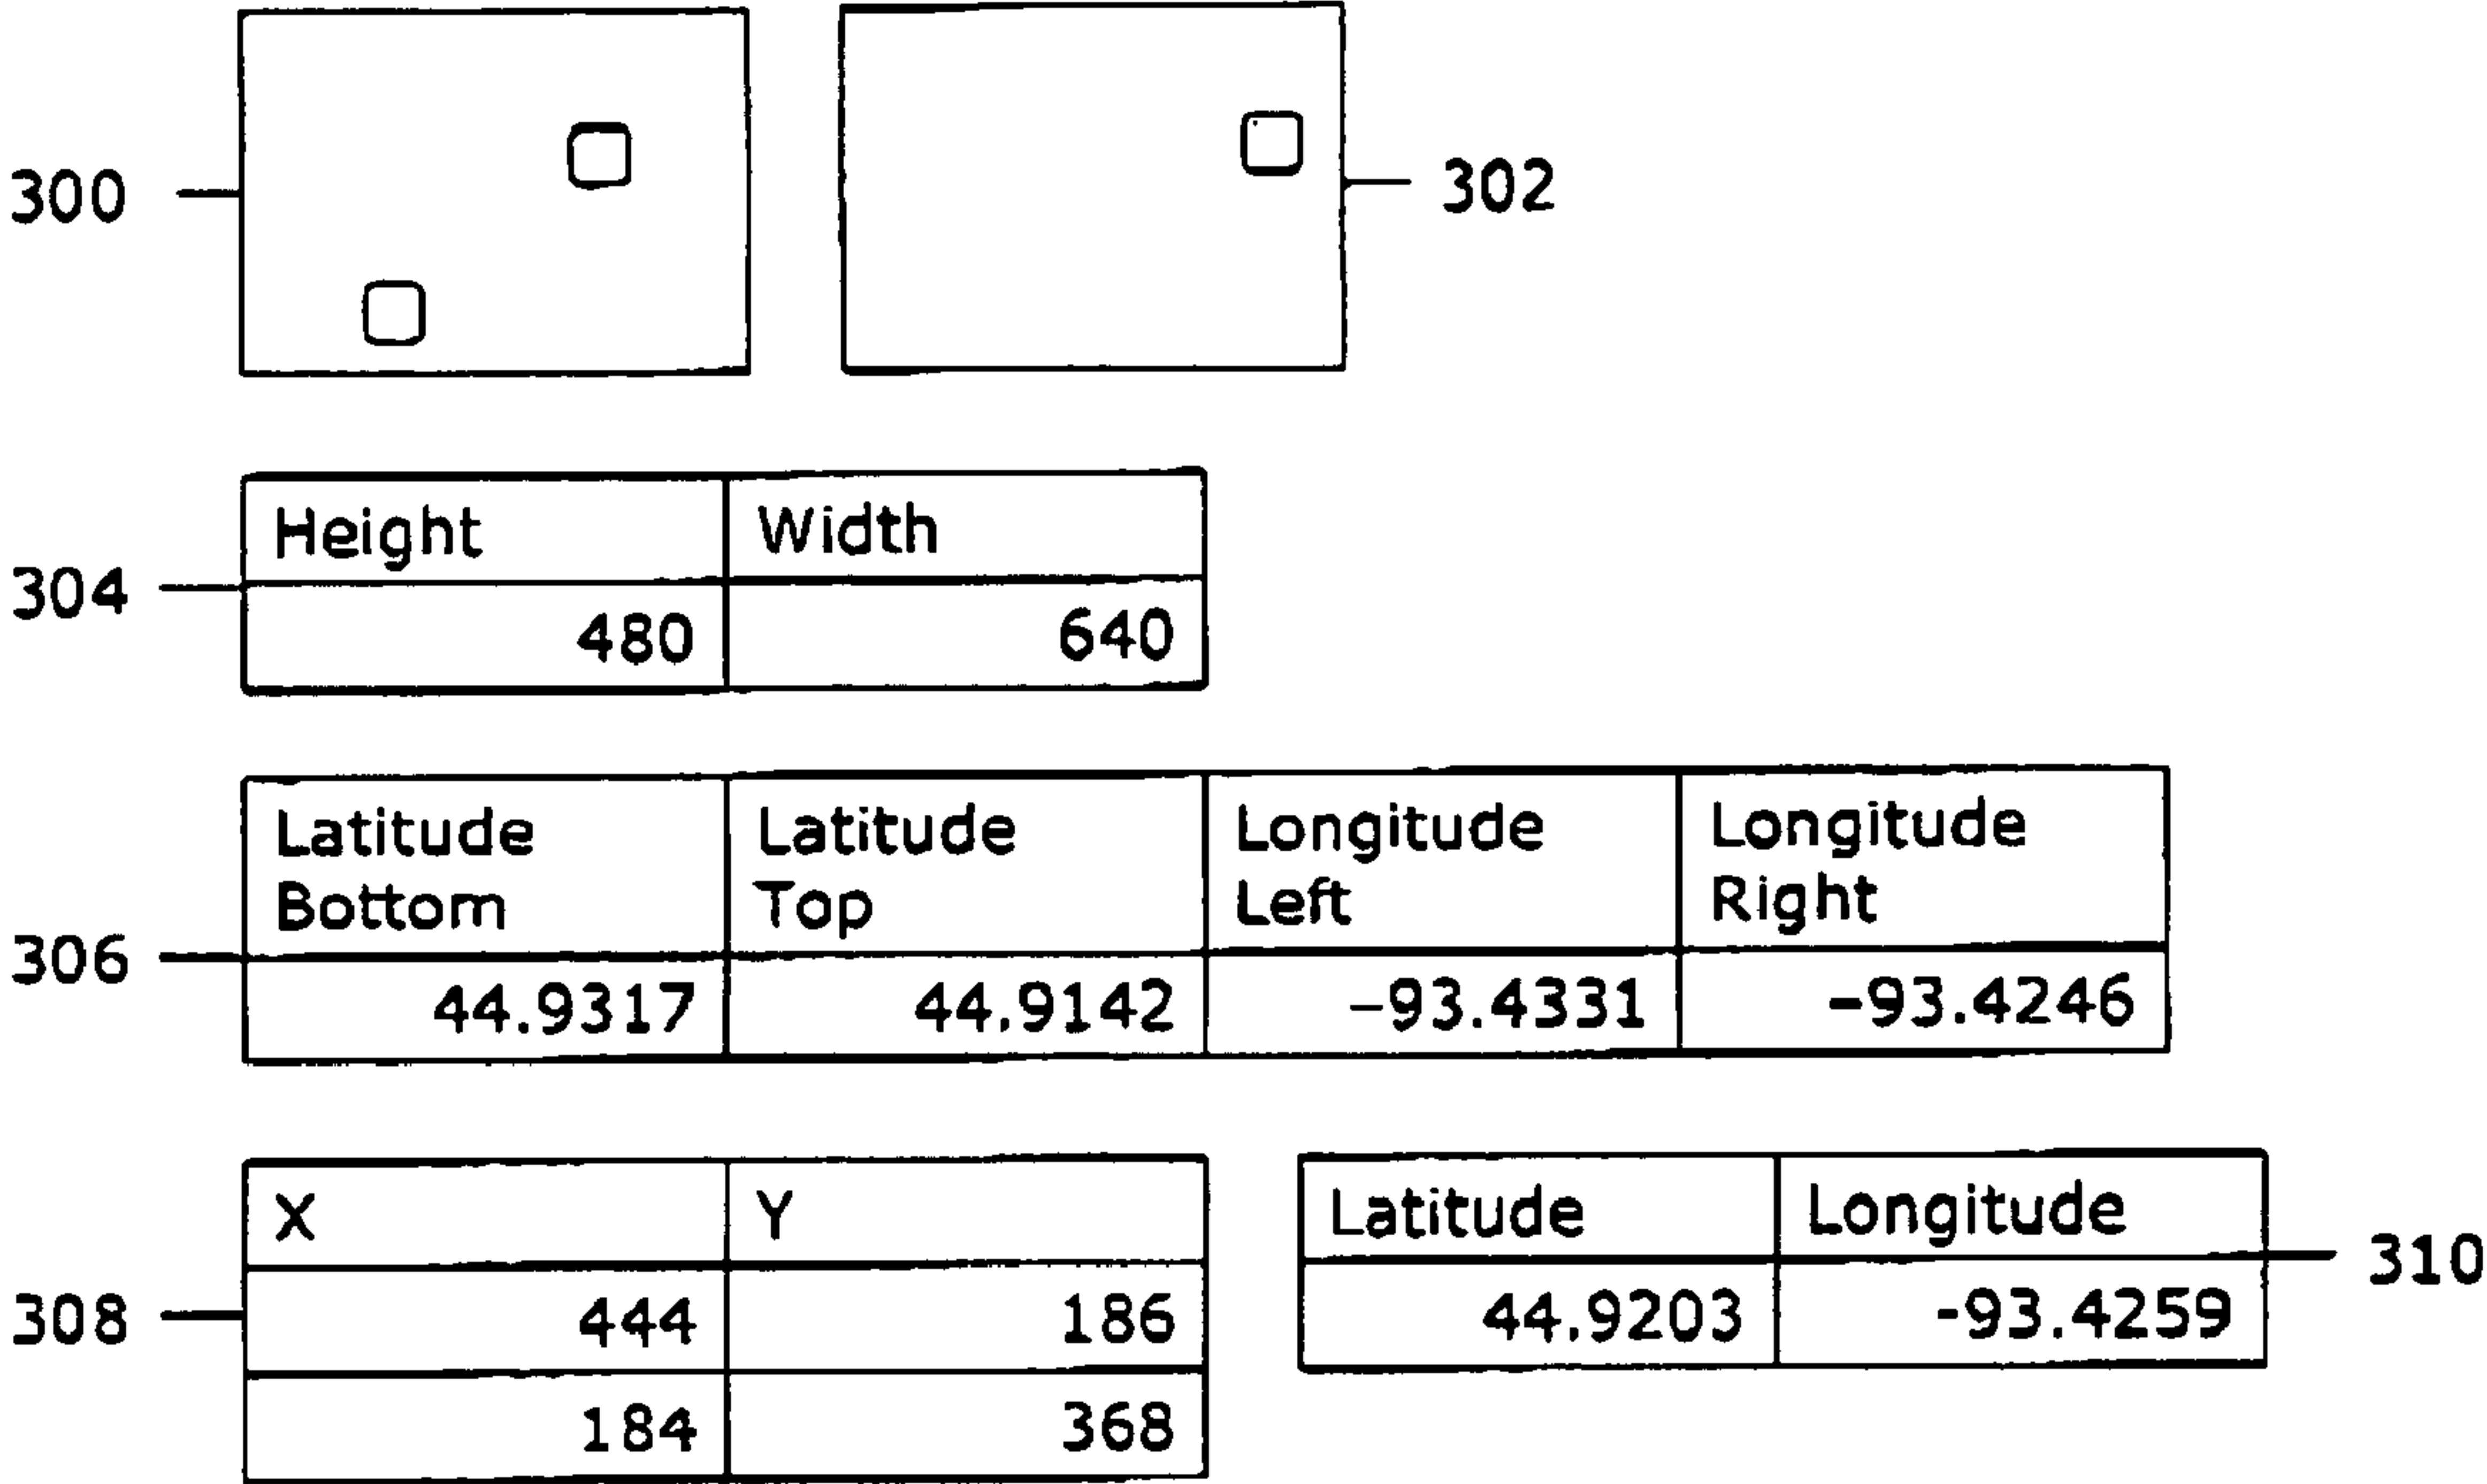 300
302
304
Height Width
480 640
306
Latitude Bottom Latitude Top Longitude Left Longitude Right
44.9317 44.9142 -93.4331 -93.4246
308
X Y
444 186
184 368
Latitude Longitude
44.9203 -93.4259
310